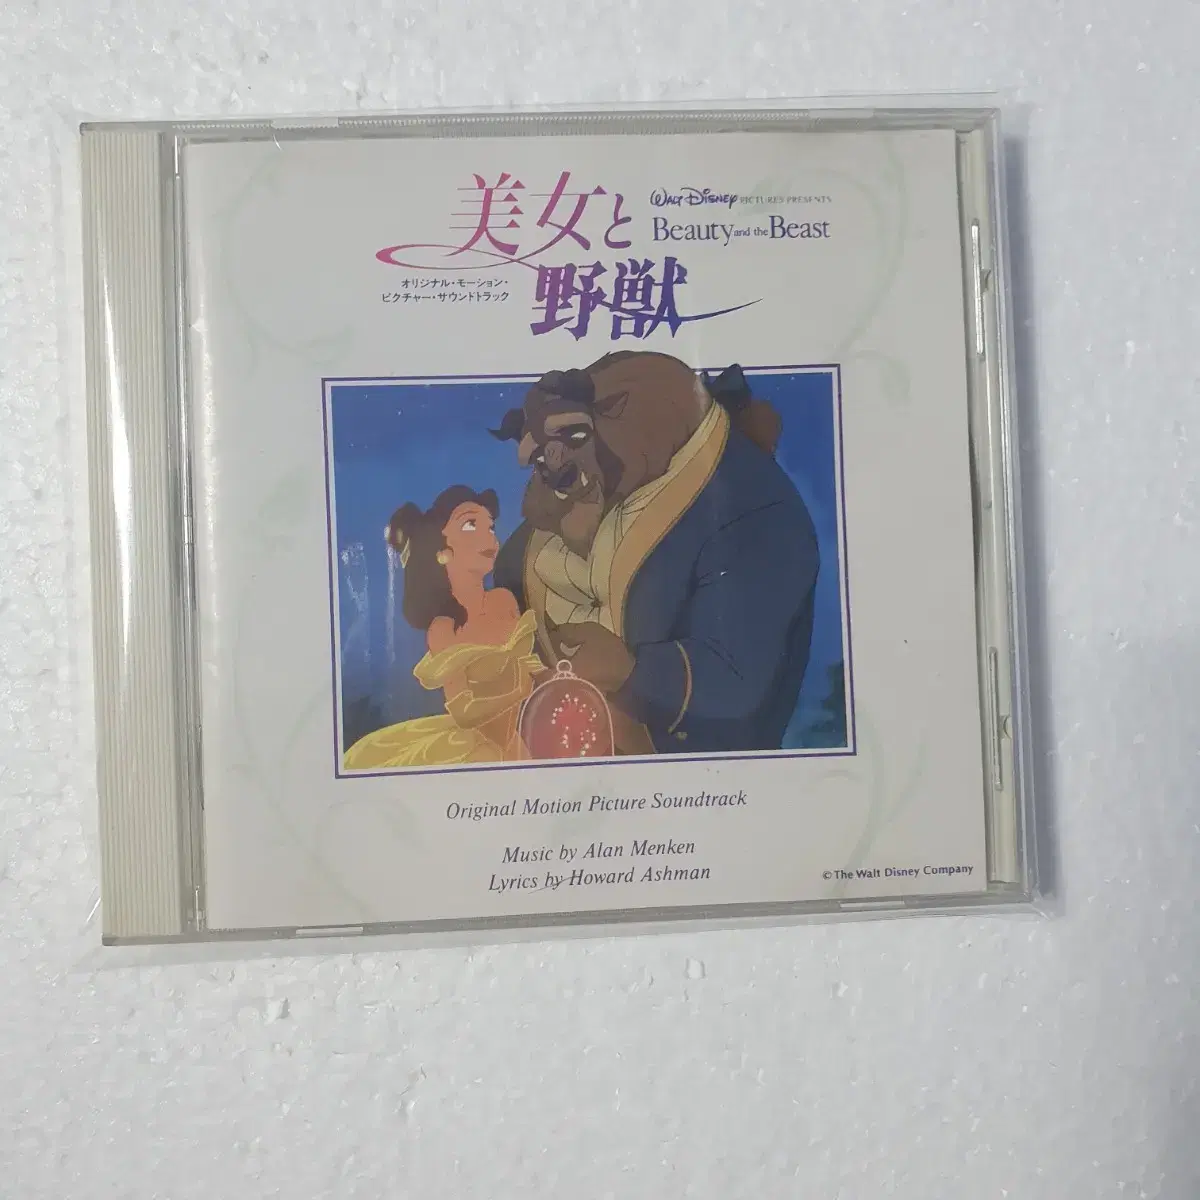 美女と
WALT DISNEY PICTURES PRESENTS
Beauty and the Beast
オリジナル・モーション・
ピクチャー・サウンドトラック
野獣
Original Motion Picture Soundtrack
Music by Alan Menken
Lyrics by Howard Ashman
© The Walt Disney Company